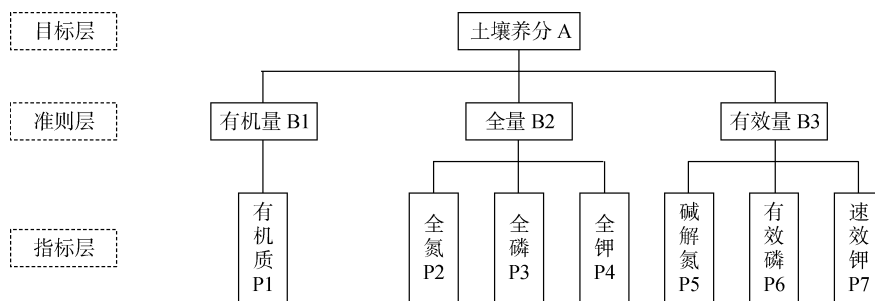 目标层
土壤养分 A
准则层
有机量 B1
全量 B2
有效量 B3
指标层
有机质 P1
全氮 P2
全磷 P3
全钾 P4
碱解氮 P5
有效磷 P6
速效钾 P7